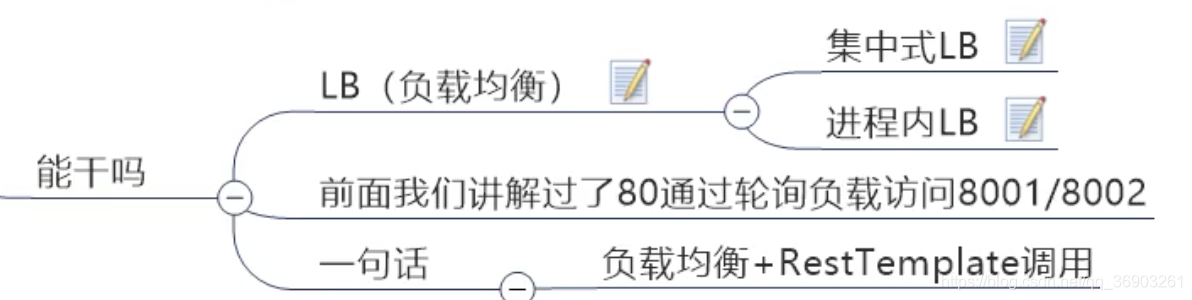 集中式LB
LB（负载均衡）
进程内LB
能干吗
前面我们讲解过了80通过轮询负载访问8001/8002
一句话
负载均衡+RestTemplate调用
https://blog.csdn.net/qq_36903261